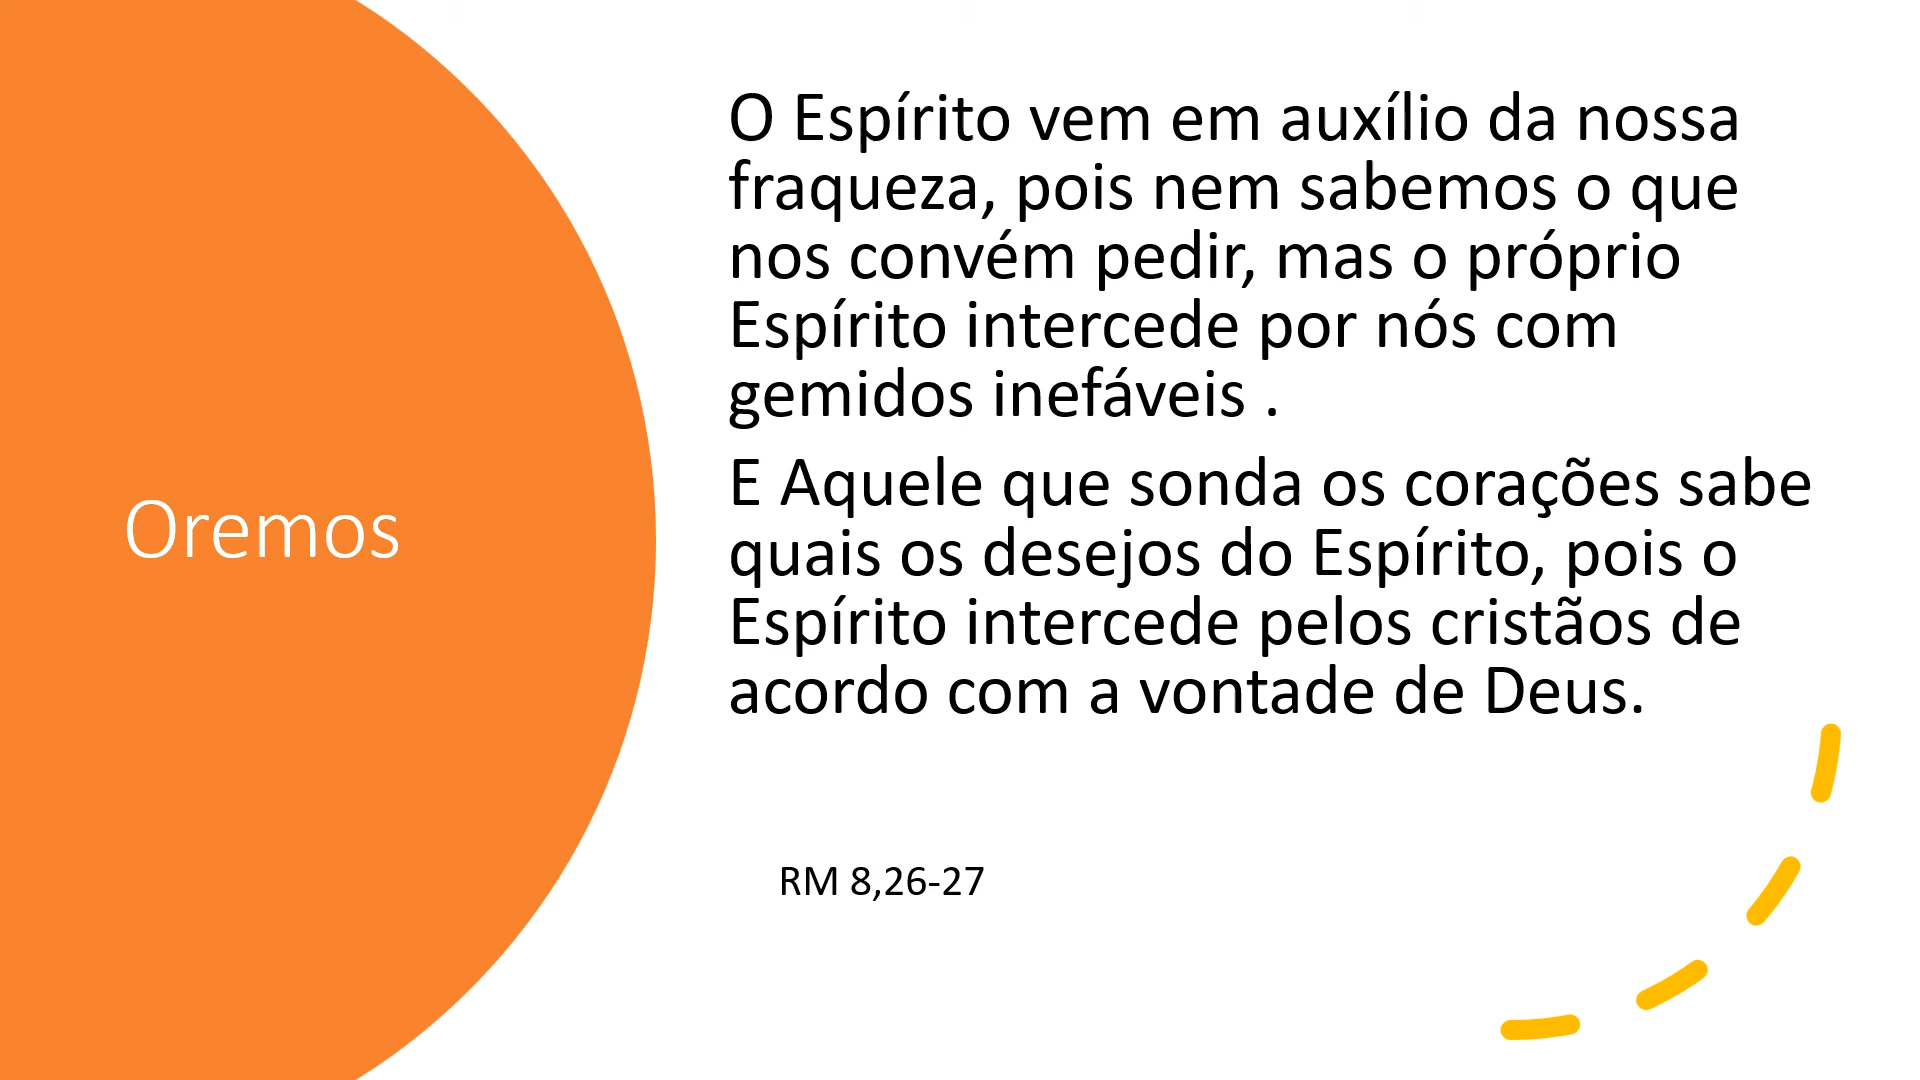 Oremos
O Espírito vem em auxílio da nossa
fraqueza, pois nem sabemos o que
nos convém pedir, mas o próprio
Espírito intercede por nós com
gemidos inefáveis .
E Aquele que sonda os corações sabe
quais os desejos do Espírito, pois o
Espírito intercede pelos cristãos de
acordo com a vontade de Deus.
RM 8,26-27